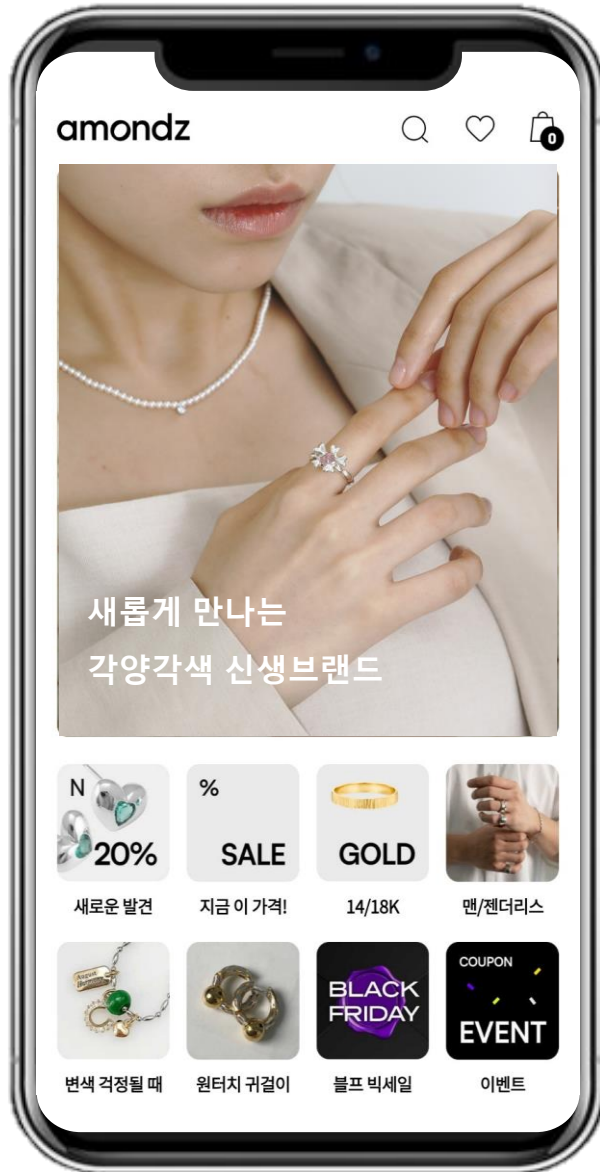 amondz
0
새롭게 만나는
각양각색 신생브랜드
N
20%
새로운 발견
%
SALE
지금 이 가격!
GOLD
14/18K
맨/젠더리스
August
변색 걱정될 때
원터치 귀걸이
BLACK
FRIDAY
블프 빅세일
COUPON
EVENT
이벤트